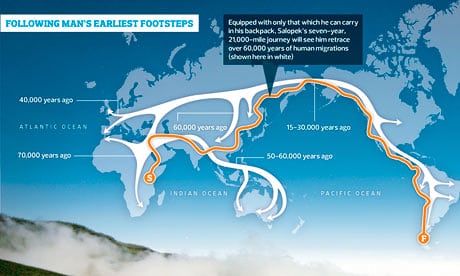 FOLLOWING MAN'S EARLIEST FOOTSTEPS
Equipped with only that which he can carry
in his backpack, Salopek's seven-year,
21,000-mile journey will see him retrace
over 60,000 years of human migrations
(shown here in white)
40,000 years ago
ATLANTIC OCEAN
60,000 years ago
15-30,000 years ago
70,000 years ago
50-60,000 years ago
S
INDIAN OCEAN
PACIFIC OCEAN
F